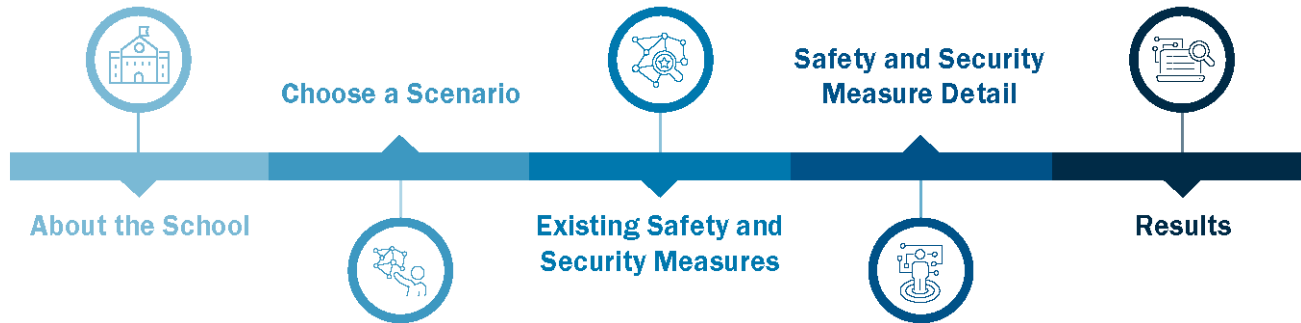 About the School
Choose a Scenario
Existing Safety and
Security Measures
Safety and Security
Measure Detail
Results